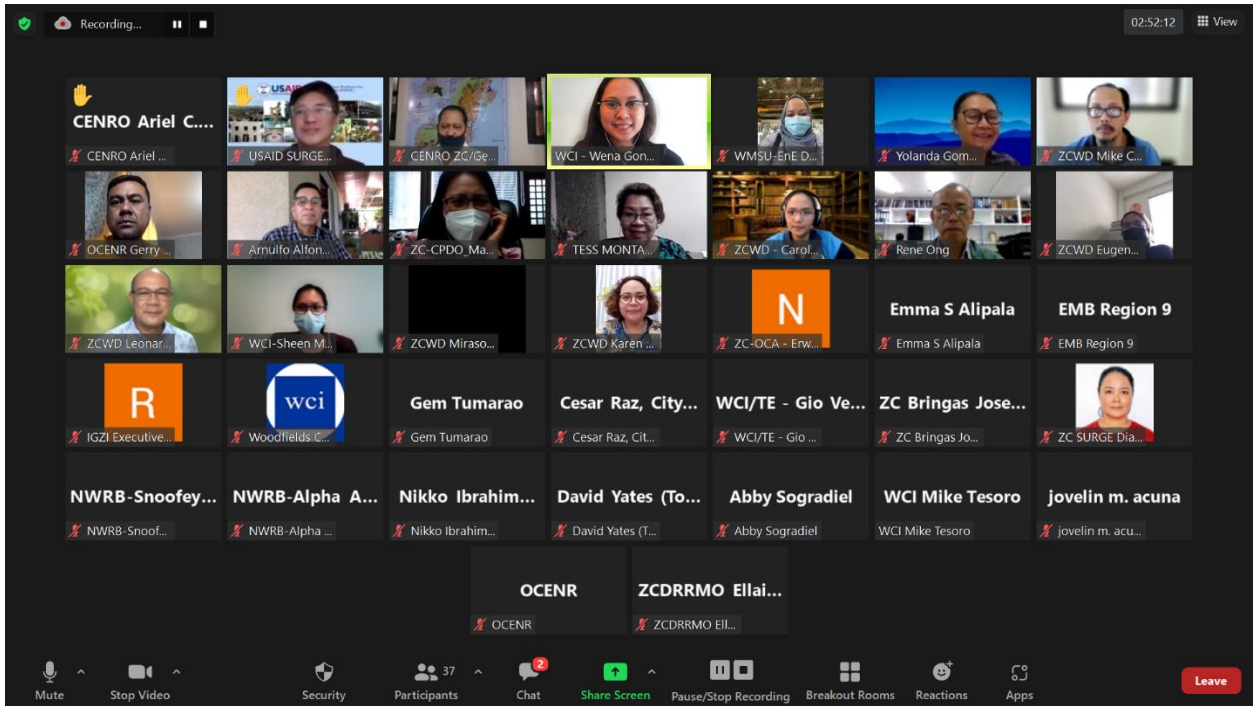 Recording...
02:52:12
View
CENRO Ariel C....
CENRO Ariel ...
USAID
USAID SURGE...
CENRO ZC/Ge...
WCI - Wena Gon...
WMSU-EnE D...
Yolanda Gom...
ZCWD Mike C...
OCENR Gerry ...
Arnulfo Alfon...
ZC-CPDO_Ma...
TESS MONTA...
ZCWD - Carol...
Rene Ong
ZCWD Eugen...
ZCWD Leonar...
WCI-Sheen M...
ZCWD Miraso...
ZCWD Karen ...
N
ZC-OCA - Erw...
Emma S Alipala
Emma S Alipala
EMB Region 9
EMB Region 9
R
IGZI Executive...
wci
Woodfields C...
Gem Tumarao
Gem Tumarao
Cesar Raz, City...
Cesar Raz, Cit...
WCI/TE - Gio Ve...
WCI/TE - Gio ...
ZC Bringas Jose...
ZC Bringas Jo...
ZC SURGE Dia...
NWRB-Snoofey...
NWRB-Snoof...
NWRB-Alpha A...
NWRB-Alpha ...
Nikko Ibrahim...
Nikko Ibrahim...
David Yates (To...
David Yates (T...
Abby Sogradiel
Abby Sogradiel
WCI Mike Tesoro
WCI Mike Tesoro
jovelin m. acuna
jovelin m. acu...
OCENR
OCENR
ZCDRRMO Ellai...
ZCDRRMO Ell...
Mute
Stop Video
Security
37
Participants
2
Chat
Share Screen
Pause/Stop Recording
Breakout Rooms
Reactions
Apps
Leave